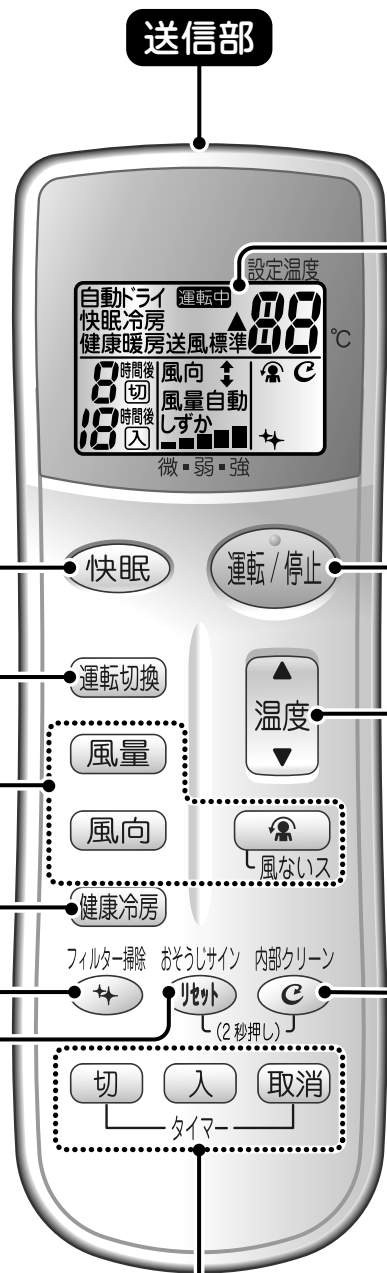 送信部
設定温度
自動ドライ 運転中
快眠冷房 ▲88℃
健康暖房送風標準
8時間後切 風向
風量自動
18時間後入 しずか
微■弱■強
快眠 運転/停止
運転切換
▲
温度
▼
風量
風向
風ないス
健康冷房
フィルター掃除 おそうじサイン 内部クリーン
リセット
(2秒押し)
切 入 取消
タイマー